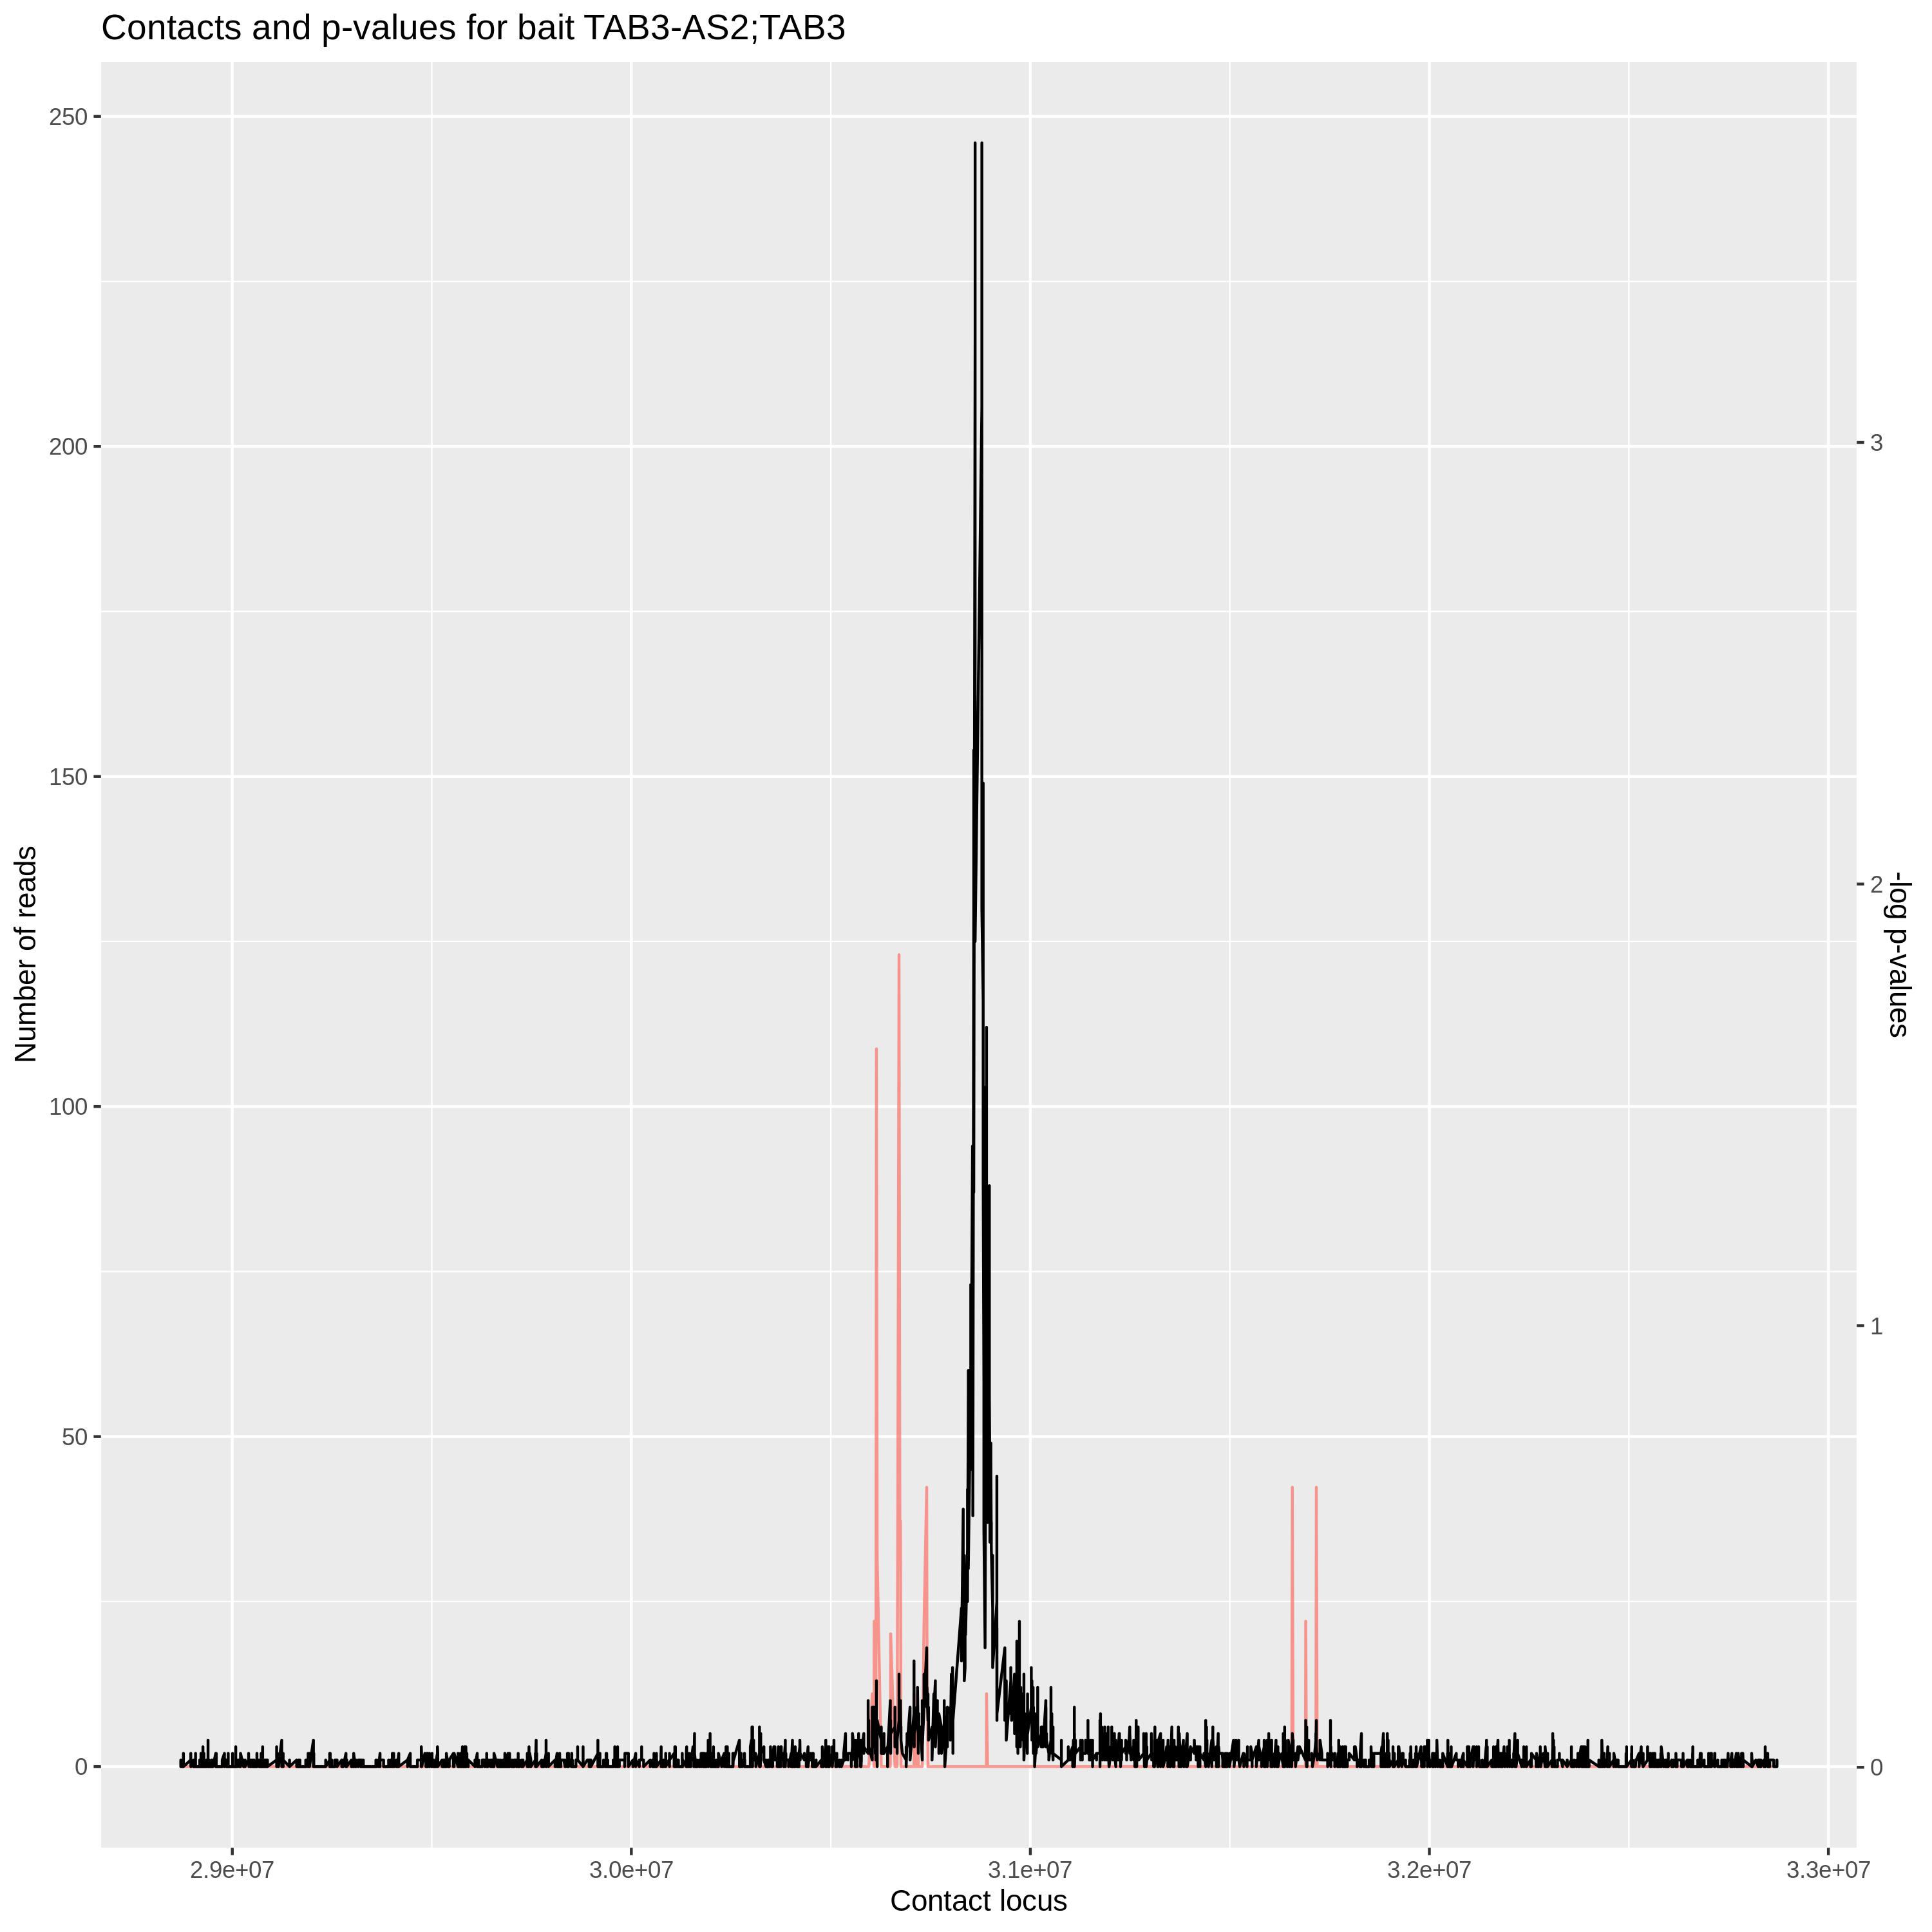 Contacts and p-values for bait TAB3-AS2;TAB3
250
200
150
100
50
0
Number of reads
3
2
1
0
-log p-values
2.9e+07 3.0e+07 3.1e+07 3.2e+07 3.3e+07
Contact locus